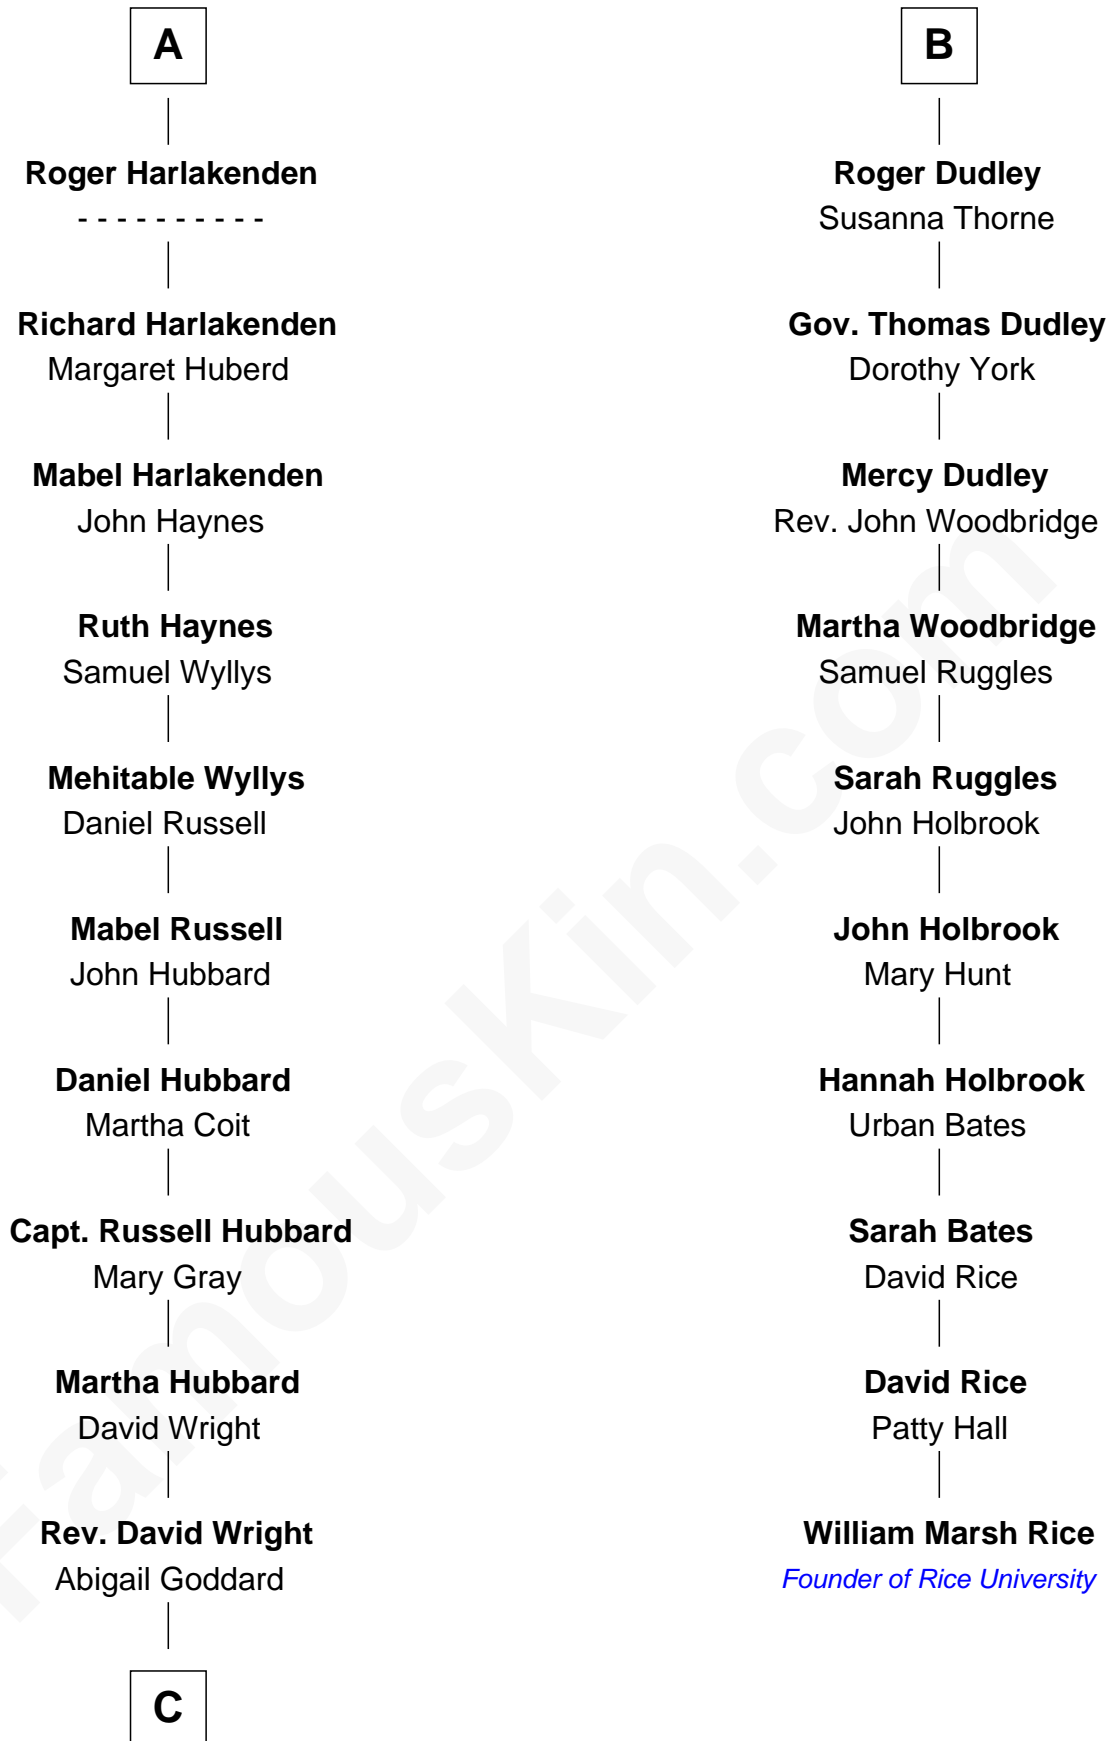 A
Roger Harlakenden
- - - - - - - - - -
Richard Harlakenden
Margaret Huberd
Mabel Harlakenden
John Haynes
Ruth Haynes
Samuel Wyllys
Mehitable Wyllys
Daniel Russell
Mabel Russell
John Hubbard
Daniel Hubbard
Martha Coit
Capt. Russell Hubbard
Mary Gray
Martha Hubbard
David Wright
Rev. David Wright
Abigail Goddard
C
B
Roger Dudley
Susanna Thorne
Gov. Thomas Dudley
Dorothy York
Mercy Dudley
Rev. John Woodbridge
Martha Woodbridge
Samuel Ruggles
Sarah Ruggles
John Holbrook
John Holbrook
Mary Hunt
Hannah Holbrook
Urban Bates
Sarah Bates
David Rice
David Rice
Patty Hall
William Marsh Rice
Founder of Rice University
FamousKin.com